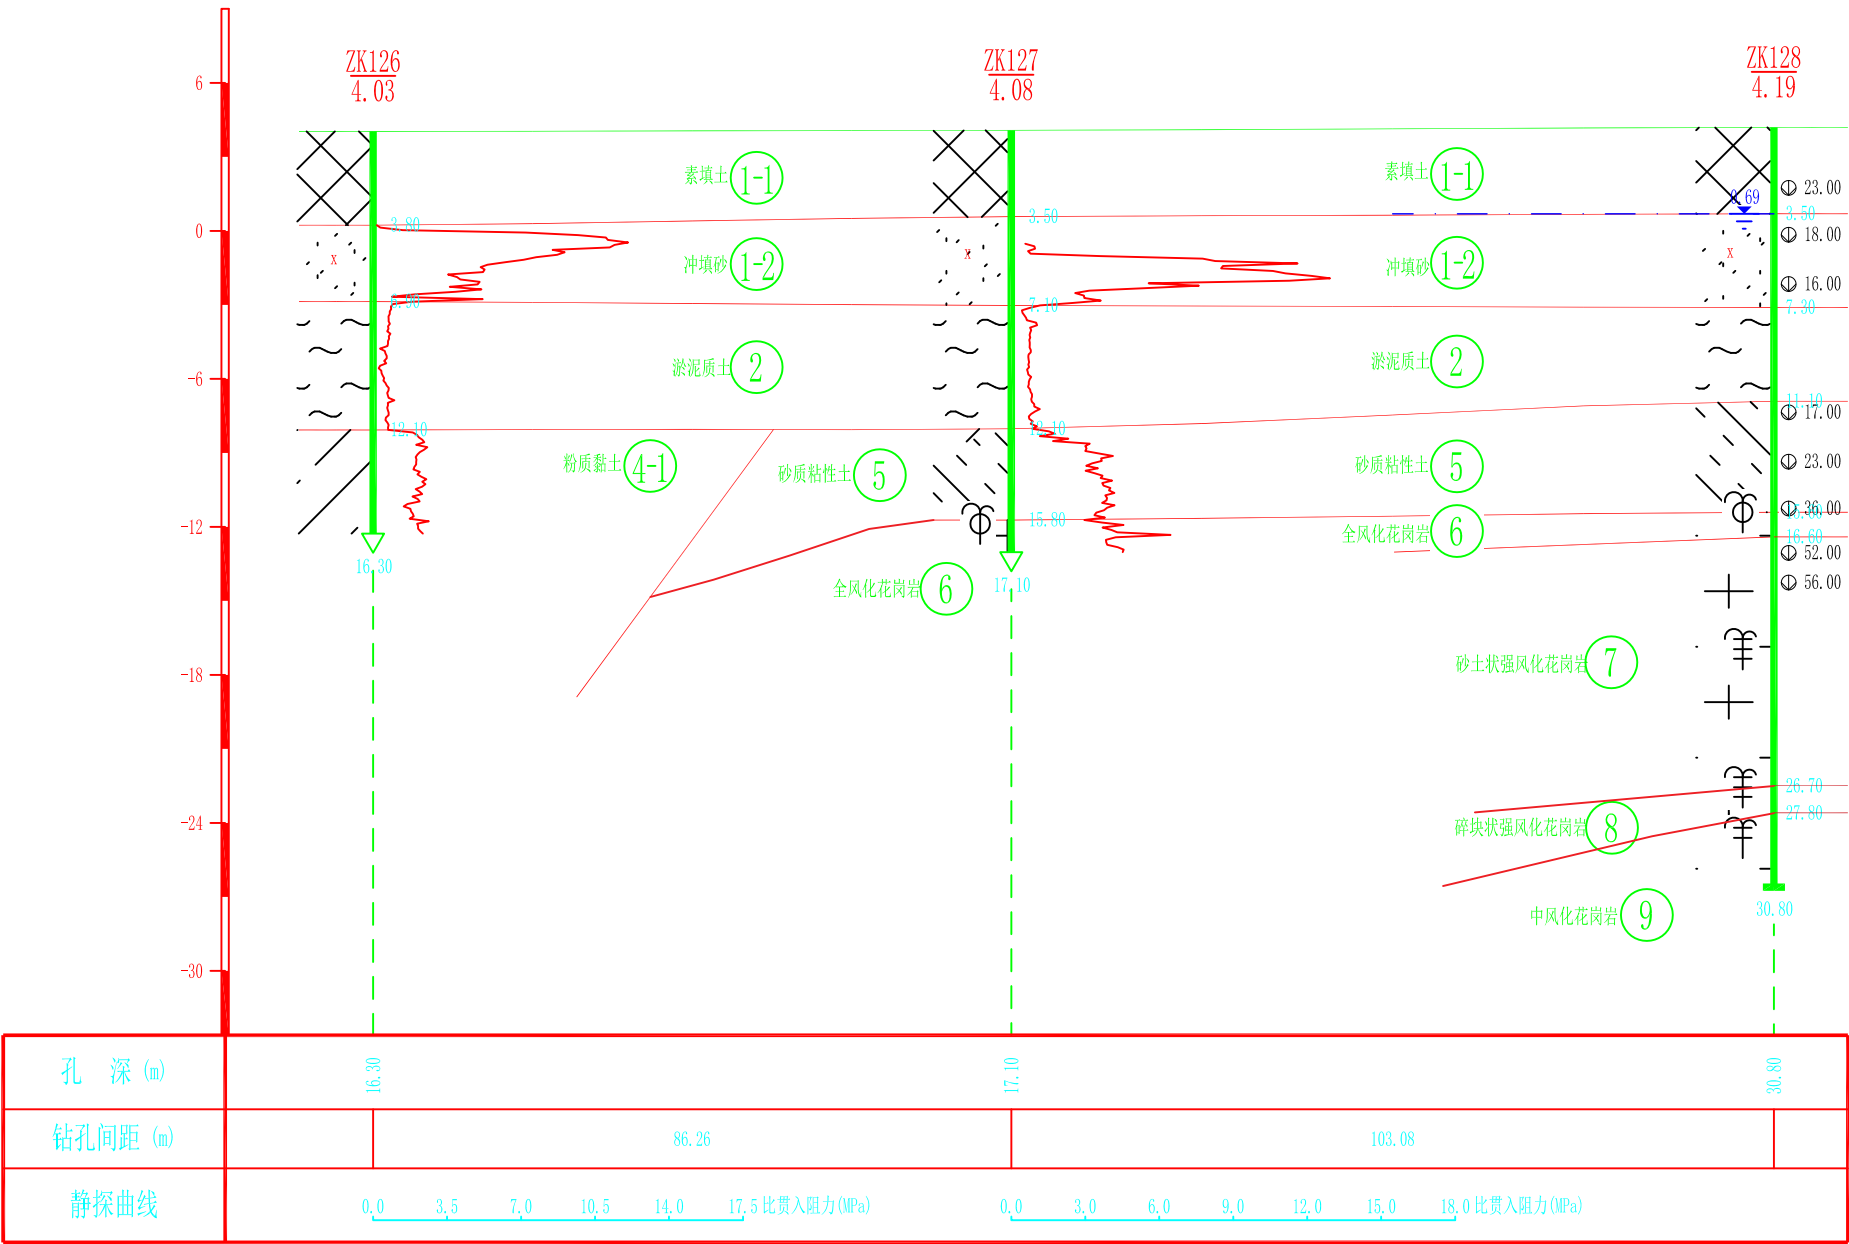 ZK126
4.03
ZK127
4.08
ZK128
4.19
6
0
-6
-12
-18
-24
-30
素填土 1-1
素填土 1-1
23.00
0.69
3.80
3.50
3.50
18.00
x
x
x
冲填砂 1-2
冲填砂 1-2
16.00
7.10
7.30
淤泥质土 2
淤泥质土 2
11.10
17.00
12.10
12.10
粉质黏土 4-1
砂质粘性土 5
砂质粘性土 5
23.00
15.80
36.00
全风化花岗岩 6
16.60
52.00
16.30
17.10
56.00
全风化花岗岩 6
砂土状强风化花岗岩 7
26.70
27.80
碎块状强风化花岗岩 8
30.80
中风化花岗岩 9
孔 深(m)
16.30
17.10
30.80
钻孔间距(m)
86.26
103.08
静探曲线
0.0 3.5 7.0 10.5 14.0 17.5 比贯入阻力(MPa)
0.0 3.0 6.0 9.0 12.0 15.0 18.0 比贯入阻力(MPa)